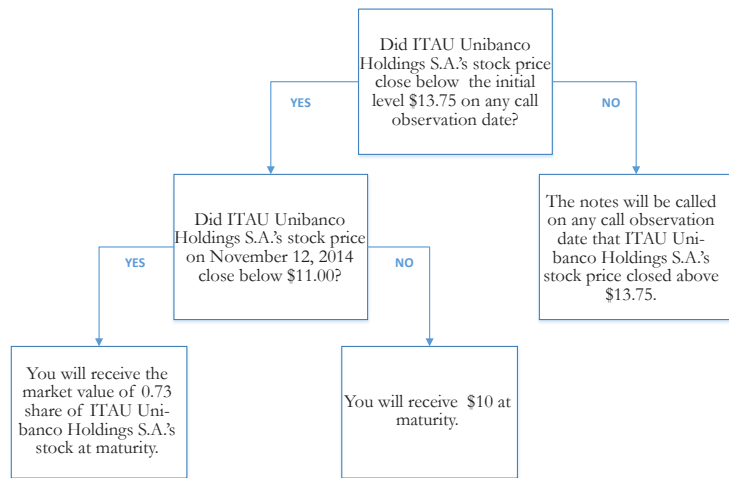 Did ITAU Unibanco
Holdings S.A.'s stock price
close below the initial
level $13.75 on any call
observation date?
YES
NO
Did ITAU Unibanco
Holdings S.A.'s stock price
on November 12, 2014
close below $11.00?
The notes will be called
on any call observation
date that ITAU Uni-
banco Holdings S.A.'s
stock price closed above
$13.75.
YES
NO
You will receive the
market value of 0.73
share of ITAU Uni-
banco Holdings S.A.'s
stock at maturity.
You will receive $10 at
maturity.